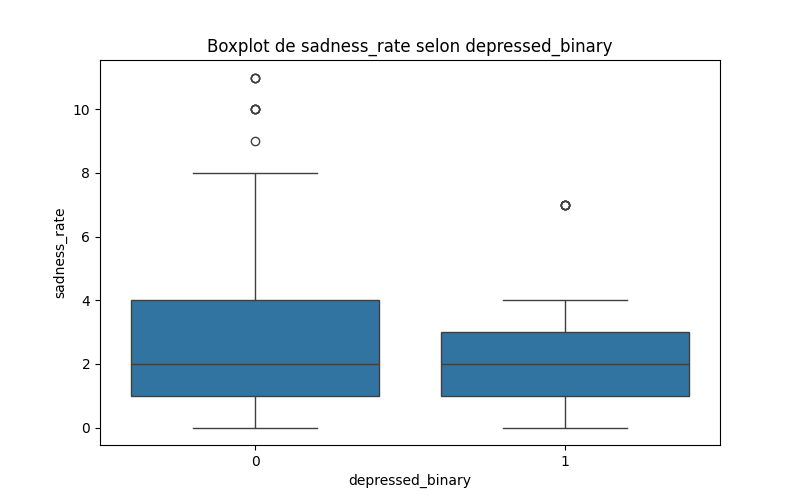 Boxplot de sadness_rate selon depressed_binary
10
8
6
4
2
0
sadness_rate
0 1
depressed_binary